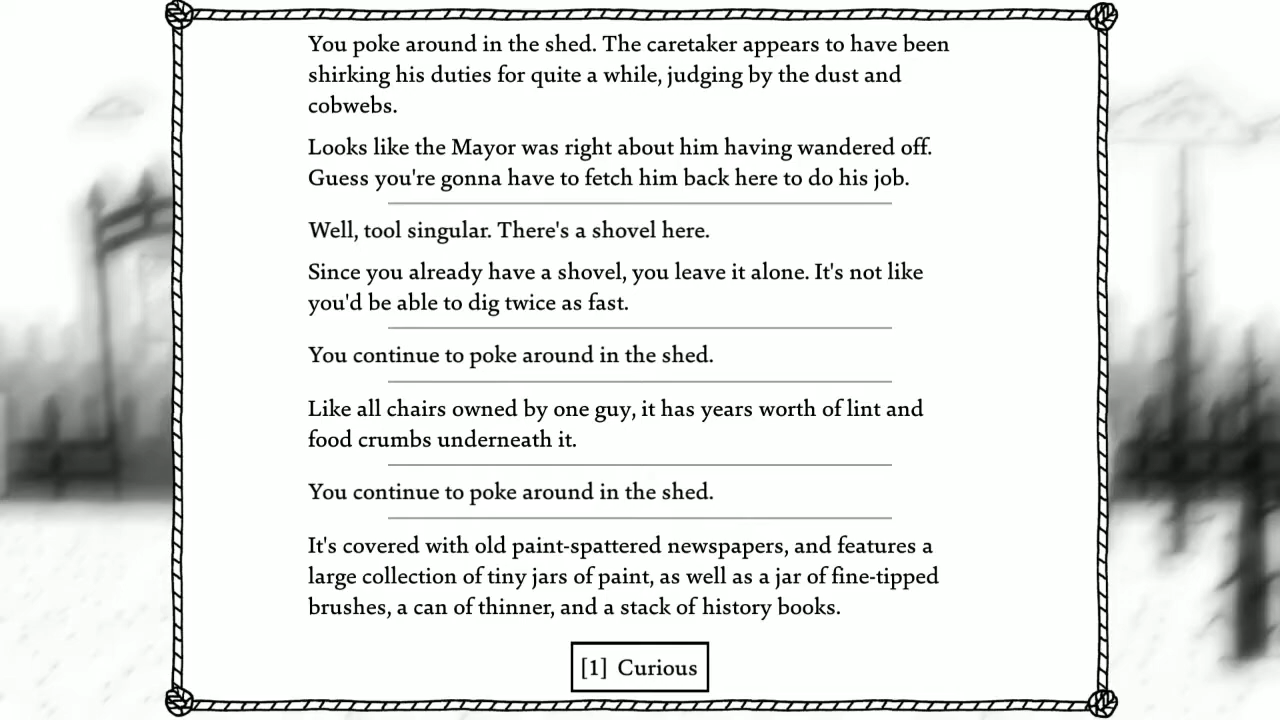 You poke around in the shed. The caretaker appears to have been
shirking his duties for quite a while, judging by the dust and
cobwebs.
Looks like the Mayor was right about him having wandered off.
Guess you're gonna have to fetch him back here to do his job.
Well, tool singular. There's a shovel here.
Since you already have a shovel, you leave it alone. It's not like
you'd be able to dig twice as fast.
You continue to poke around in the shed.
Like all chairs owned by one guy, it has years worth of lint and
food crumbs underneath it.
You continue to poke around in the shed.
It's covered with old paint-spattered newspapers, and features a
large collection of tiny jars of paint, as well as a jar of fine-tipped
brushes, a can of thinner, and a stack of history books.
[1] Curious